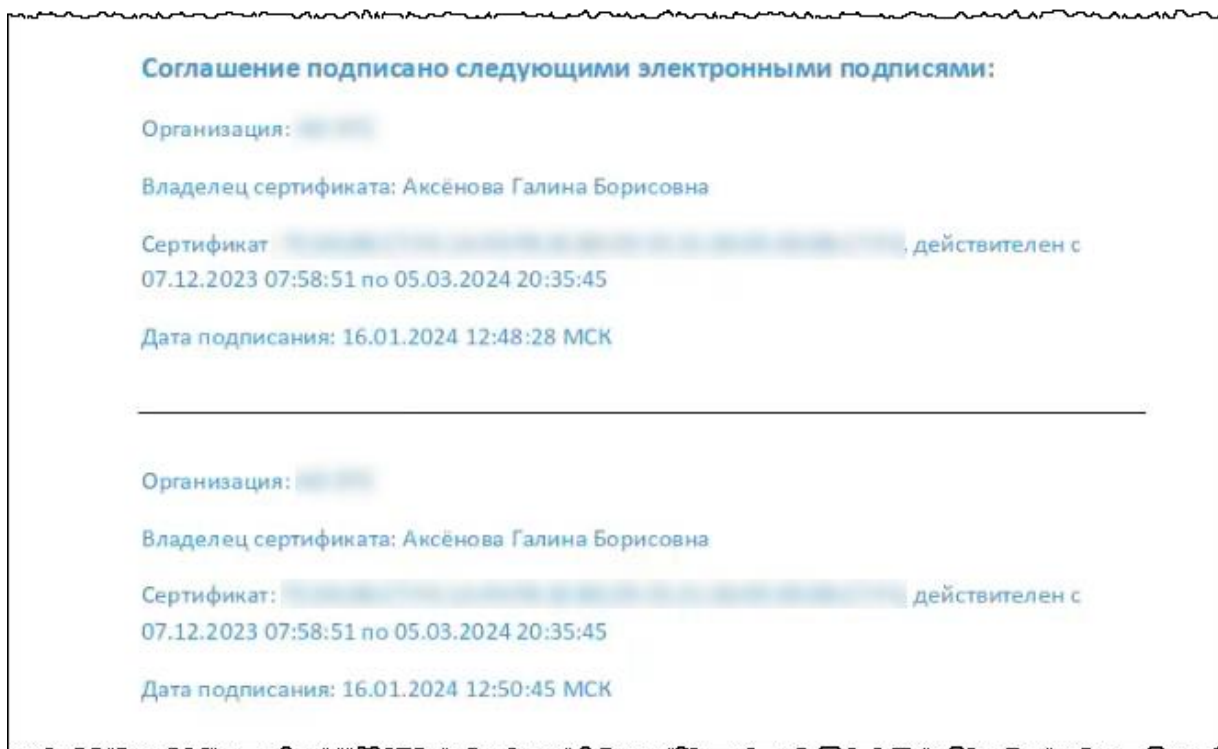 Соглашение подписано следующими электронными подписями:
Организация:
Владелец сертификата: Аксёнова Галина Борисовна
Сертификат , действителен с
07.12.2023 07:58:51 по 05.03.2024 20:35:45
Дата подписания: 16.01.2024 12:48:28 МСК
Организация:
Владелец сертификата: Аксёнова Галина Борисовна
Сертификат: , действителен с
07.12.2023 07:58:51 по 05.03.2024 20:35:45
Дата подписания: 16.01.2024 12:50:45 МСК